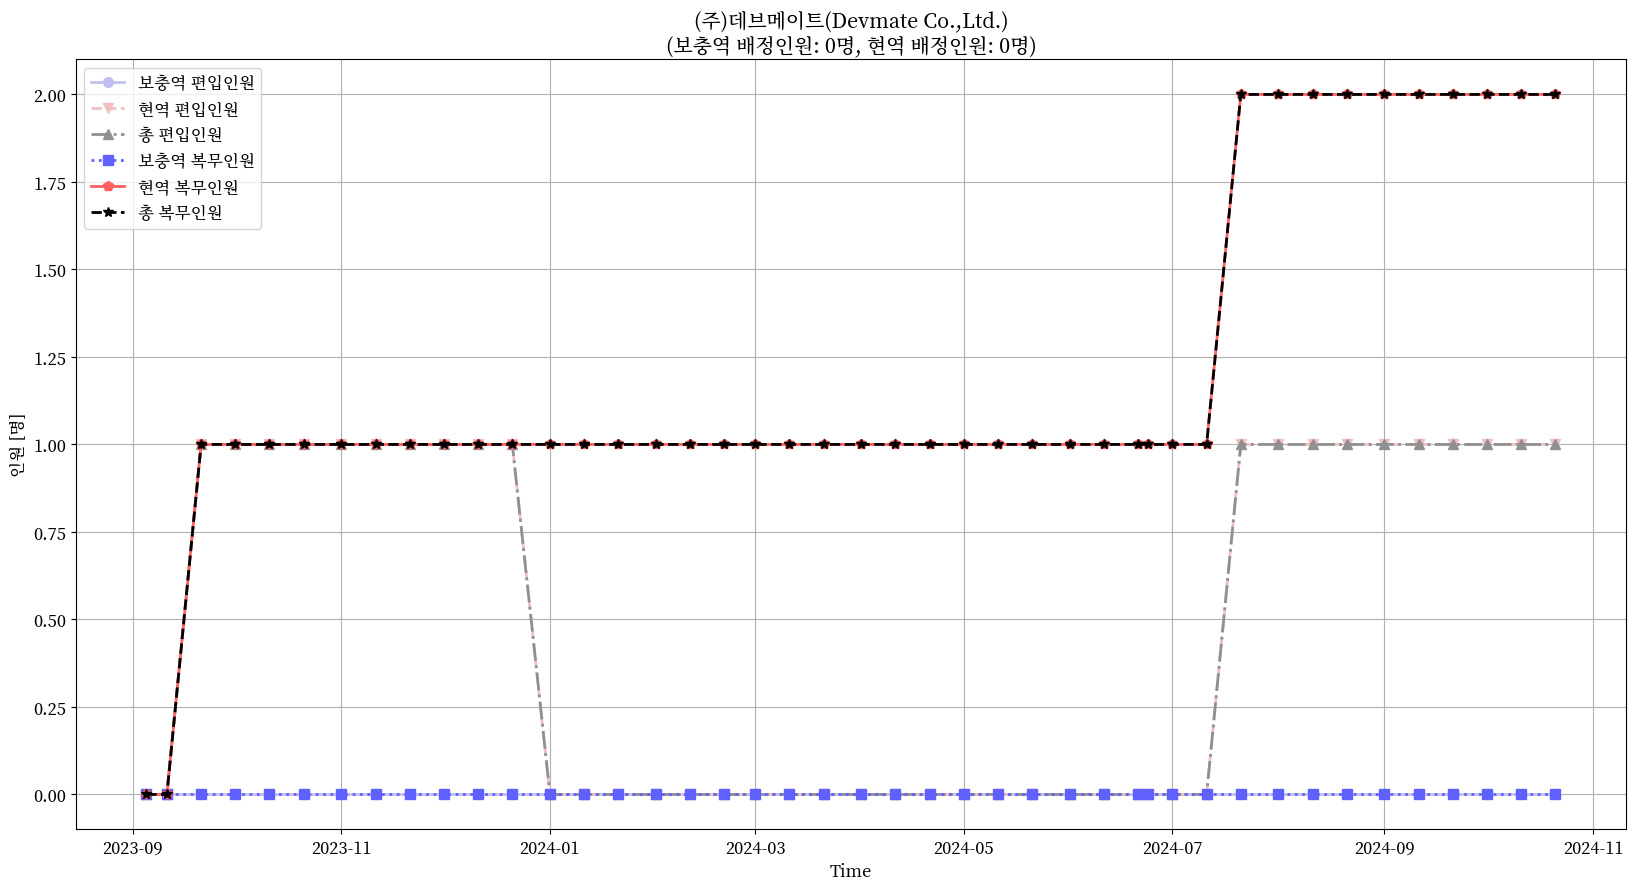 (주)데브메이트(Devmate Co.,Ltd.)
(보충역 배정인원: 0명, 현역 배정인원: 0명)
보충역 편입인원
현역 편입인원
총 편입인원
보충역 복무인원
현역 복무인원
총 복무인원
2.00
1.75
1.50
1.25
1.00
0.75
0.50
0.25
0.00
인원 [명]
2023-09 2023-11 2024-01 2024-03 2024-05 2024-07 2024-09 2024-11
Time